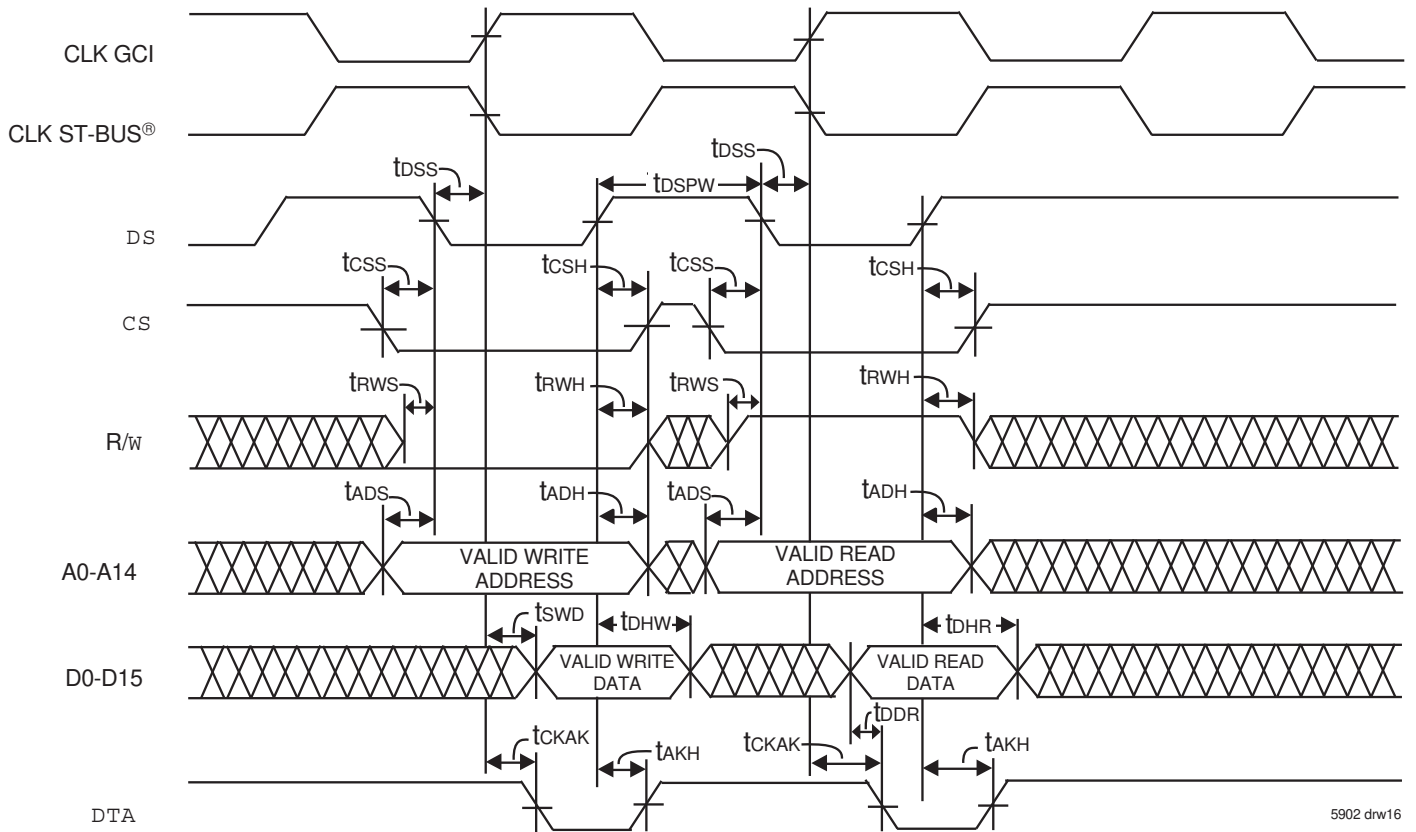 CLK GCI
CLK ST-BUS®
tDSS
tDSPW
tDSS
DS
tCSS
tCSH
tCSS
tCSH
CS
tRWS
tRWH
tRWS
tRWH
R/W
tADS
tADH
tADS
tADH
A0-A14
VALID WRITE
ADDRESS
VALID READ
ADDRESS
tSWD
tDHW
tDHR
D0-D15
VALID WRITE
DATA
VALID READ
DATA
tDDR
tCKAK
tAKH
tCKAK
tAKH
DTA
5902 drw16